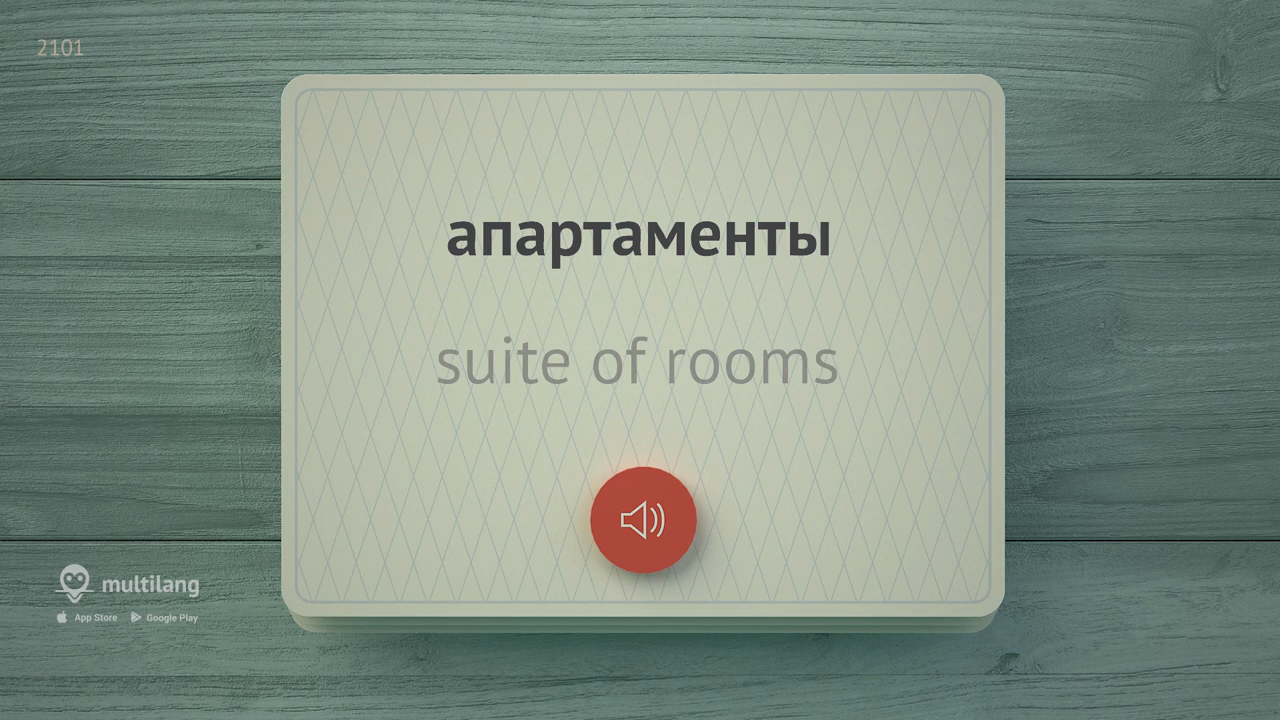 2101
апартаменты
suite of rooms
multilang
App Store
Google Play